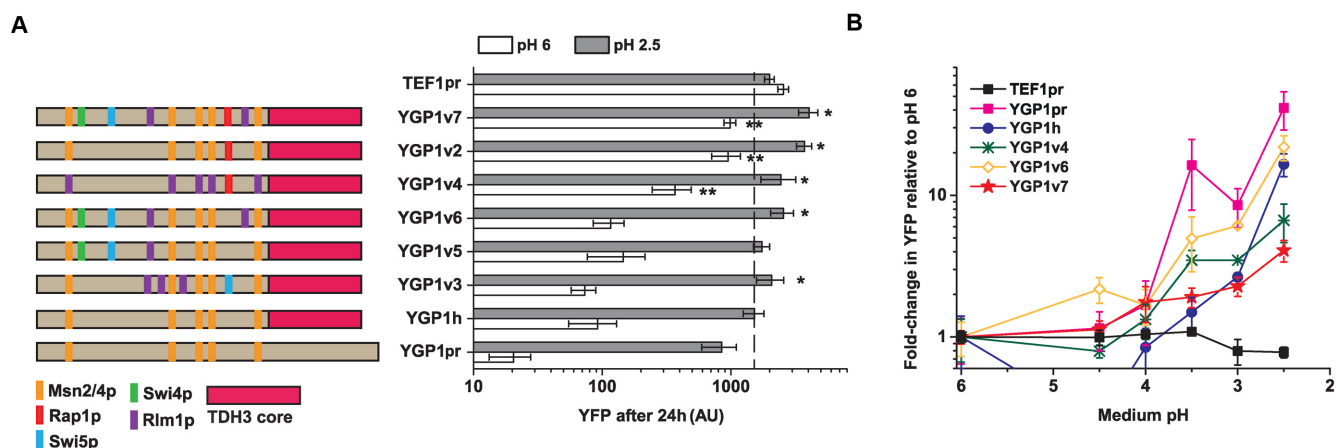 A
pH 6
pH 2.5
TEF1pr
YGP1v7
*
**
YGP1v2
*
**
YGP1v4
*
**
YGP1v6
*
YGP1v5
YGP1v3
*
YGP1h
YGP1pr
10
100
1000
YFP after 24h (AU)
Msn2/4p
Rap1p
Swi5p
Swi4p
Rlm1p
TDH3 core
B
TEF1pr
YGP1pr
YGP1h
YGP1v4
YGP1v6
YGP1v7
10
1
Fold-change in YFP relative to pH 6
6
5
4
3
2
Medium pH